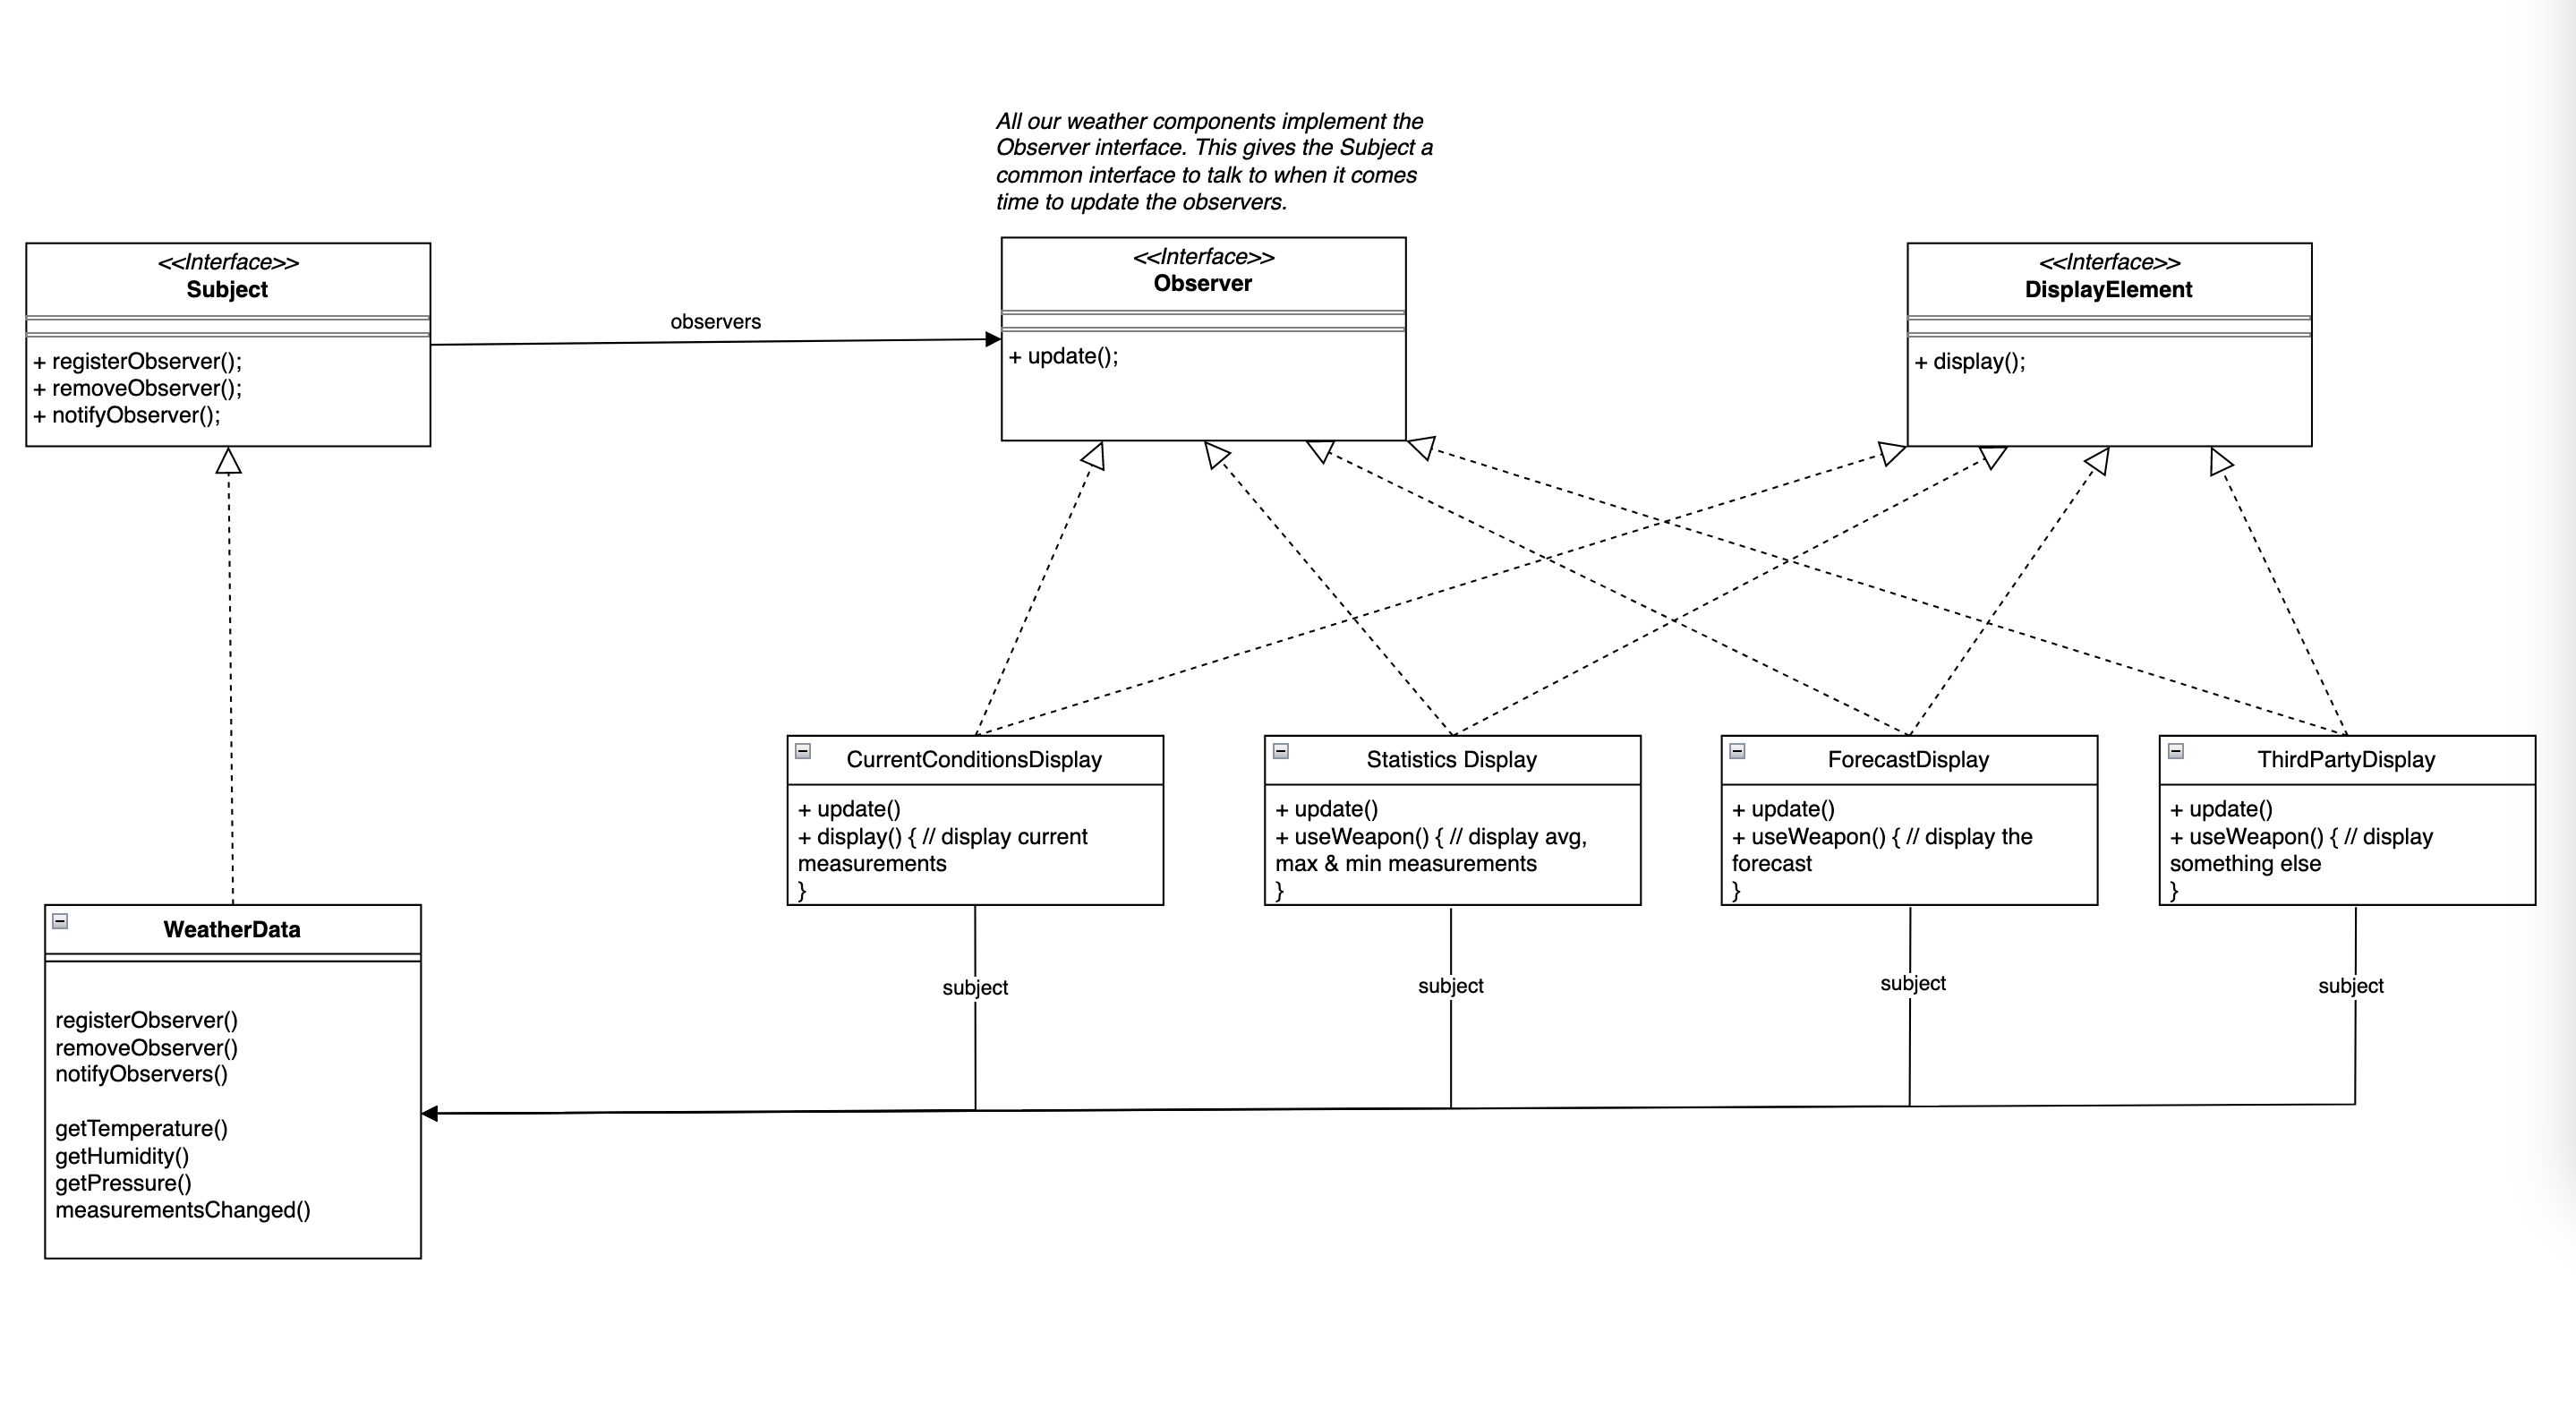 All our weather components implement the
Observer interface. This gives the Subject a
common interface to talk to when it comes
time to update the observers.
<<Interface>>
Subject
+ registerObserver();
+ removeObserver();
+ notifyObserver();
observers
<<Interface>>
Observer
+ update();
<<Interface>>
DisplayElement
+ display();
CurrentConditionsDisplay
+ update()
+ display() { // display current
measurements
}
Statistics Display
+ update()
+ useWeapon() { // display avg,
max & min measurements
}
ForecastDisplay
+ update()
+ useWeapon() { // display the
forecast
}
ThirdPartyDisplay
+ update()
+ useWeapon() { // display
something else
}
WeatherData
registerObserver()
removeObserver()
notifyObservers()
getTemperature()
getHumidity()
getPressure()
measurementsChanged()
subject
subject
subject
subject